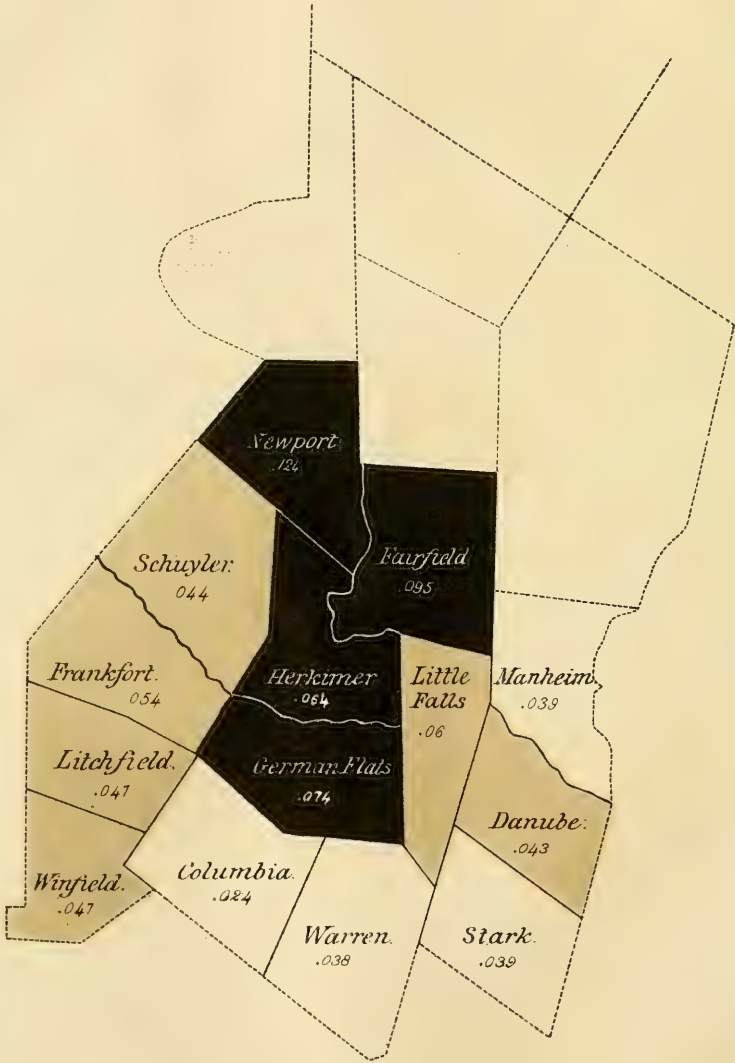 Newport
.124
Fairfield
.095
Schuyler.
044
Frankfort.
054
Herkimer
.064
Little
Falls
.06
Manheim
.039
Litchfield.
.047
German Flats
.074
Danube.
.043
Winfield.
.047
Columbia.
.024
Warren.
.038
Stark.
.039